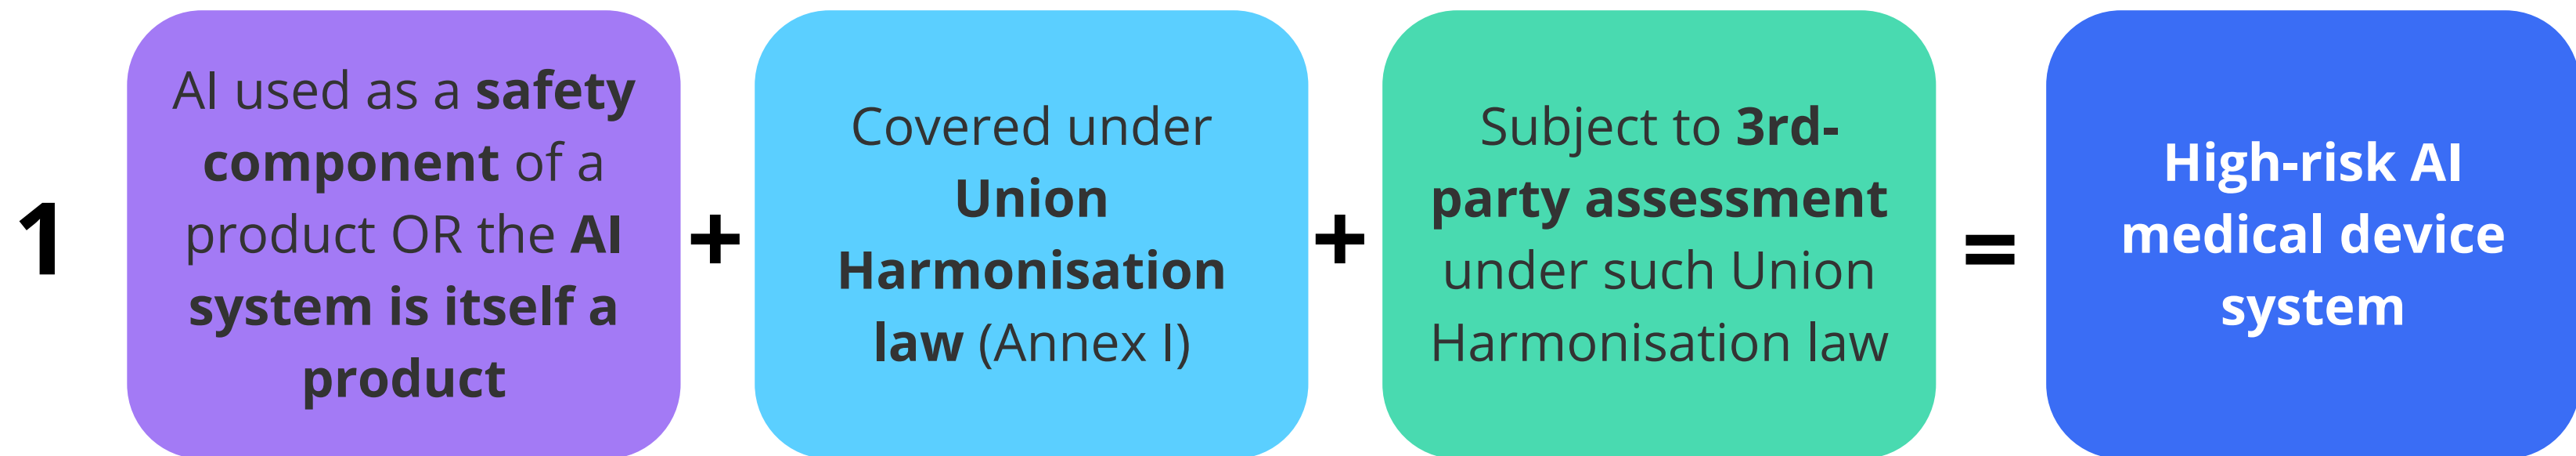 1
AI used as a safety
component of a
product OR the AI
system is itself a
product
+
Covered under
Union
Harmonisation
law (Annex I)
+
Subject to 3rd-
party assessment
under such Union
Harmonisation law
=
High-risk AI
medical device
system